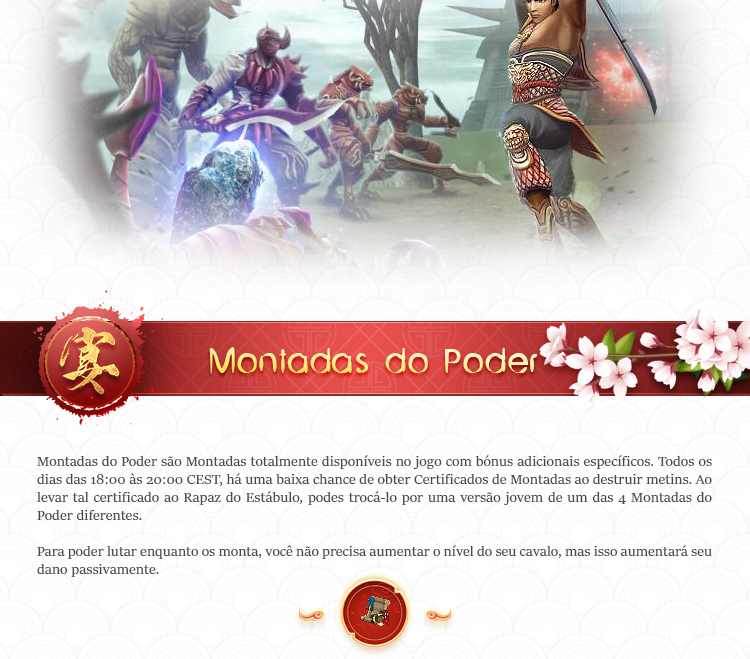 宴
Montadas do Poder
Montadas do Poder são Montadas totalmente disponíveis no jogo com bónus adicionais específicos. Todos os
dias das 18:00 às 20:00 CEST, há uma baixa chance de obter Certificados de Montadas ao destruir metins. Ao
levar tal certificado ao Rapaz do Estábulo, podes trocá-lo por uma versão jovem de um das 4 Montadas do
Poder diferentes.
Para poder lutar enquanto os monta, você não precisa aumentar o nível do seu cavalo, mas isso aumentará seu
dano passivamente.